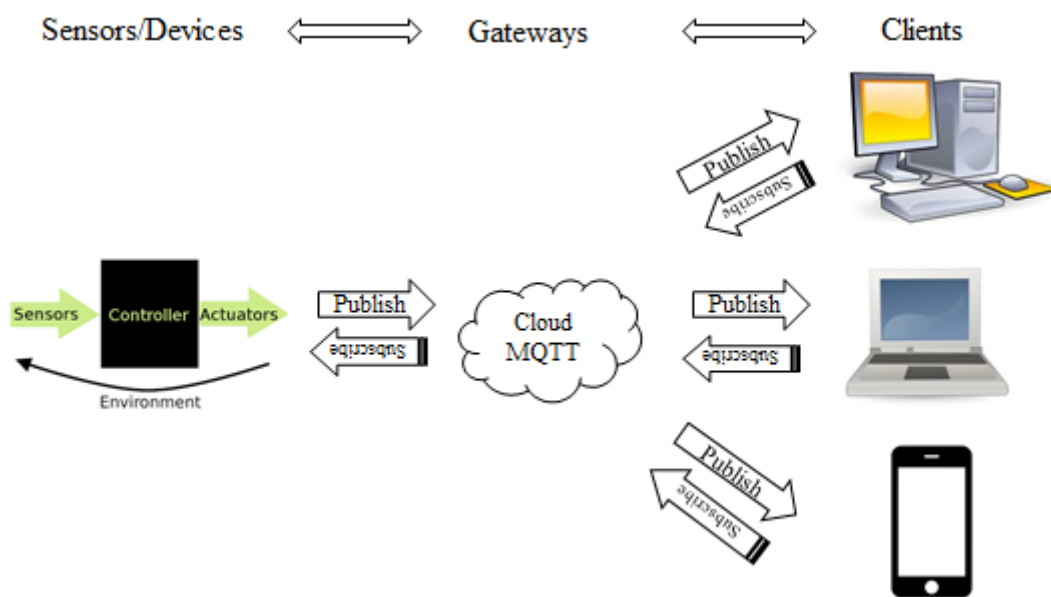 Sensors/Devices
Gateways
Clients
Publish
Subscribe
Sensors
Controller
Actuators
Environment
Publish
Subscribe
Cloud
MQTT
Publish
Subscribe
Publish
Subscribe